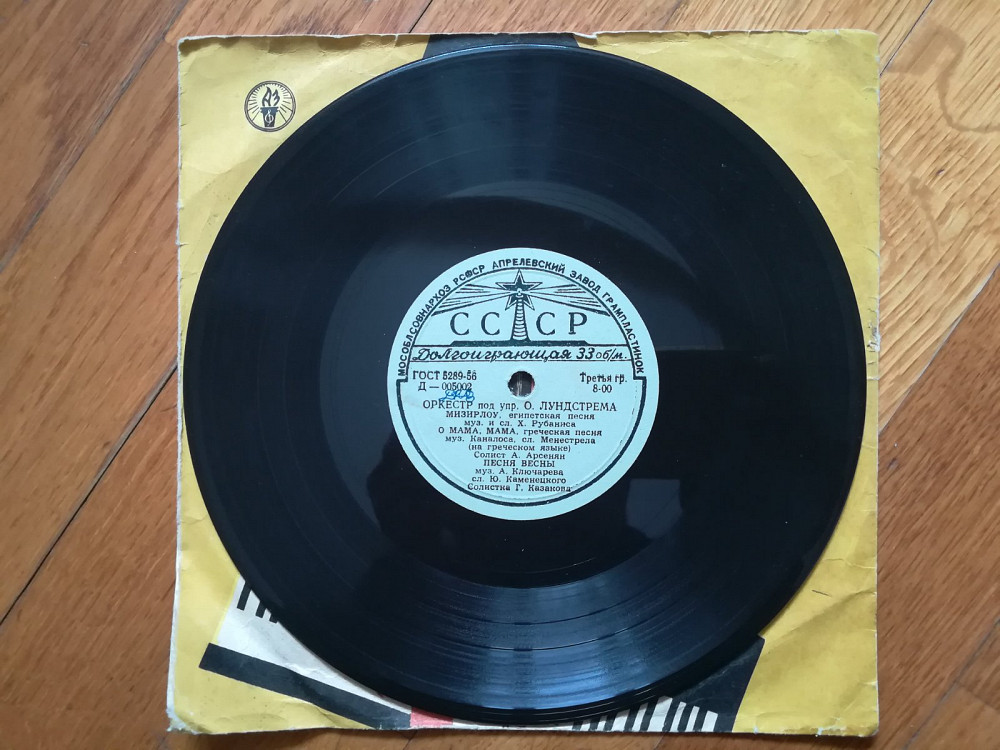 АЗ
МОСОБЛСОВНАРХОЗ РСФСР АПРЕЛЕВСКИЙ ЗАВОД ГРАМПЛАСТИНОК
СССР
Долгоиграющая 33 об/м.
ГОСТ 5289-56 Третья гр.
Д — 005002 8-00
ОРКЕСТР под упр. О. ЛУНДСТРЕМА
МИЗИРЛОУ, египетская песня
муз. и сл. Х. Рубаниса
О МАМА, МАМА, греческая песня
муз. Каналоса, сл. Менестрела
(на греческом языке)
Солист А. Арсенян
ПЕСНЯ ВЕСНЫ
муз. А. Ключарева
сл. Ю. Каменецкого
Солистка Г. Казакова